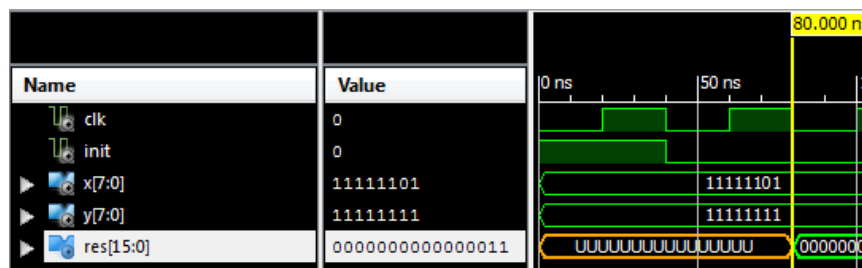 80.000 n
Name Value 0 ns 50 ns
clk 0
init 0
x[7:0] 11111101 11111101
y[7:0] 11111111 11111111
res[15:0] 0000000000000011 UUUUUUUUUUUUUUUU 000000